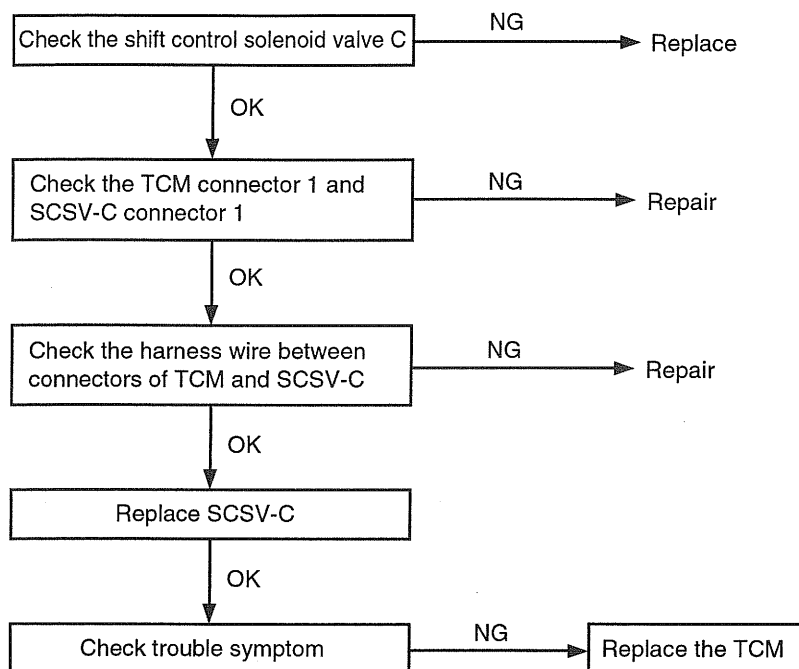 Check the shift control solenoid valve C
NG
Replace
OK
Check the TCM connector 1 and
SCSV-C connector 1
NG
Repair
OK
Check the harness wire between
connectors of TCM and SCSV-C
NG
Repair
OK
Replace SCSV-C
OK
Check trouble symptom
NG
Replace the TCM